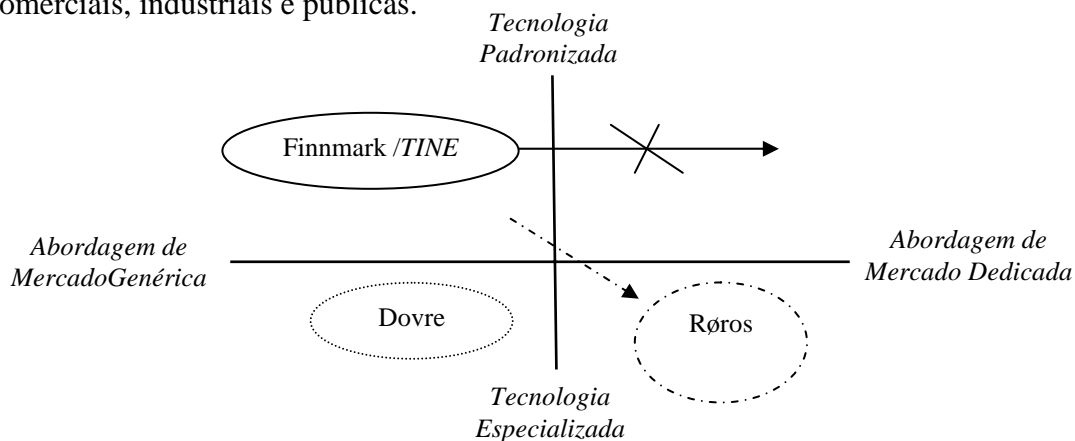 omerciais, industriais e públicas.
Tecnologia
Padronizada
Finnmark /TINE
Abordagem de
MercadoGenérica
Abordagem de
Mercado Dedicada
Dovre
Røros
Tecnologia
Especializada